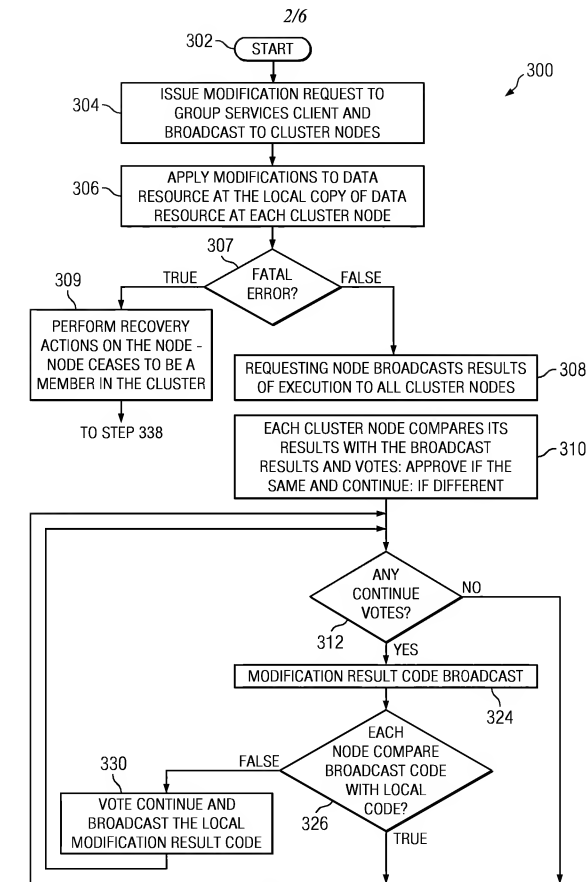 2/6
302
START
300
304
ISSUE MODIFICATION REQUEST TO
GROUP SERVICES CLIENT AND
BROADCAST TO CLUSTER NODES
306
APPLY MODIFICATIONS TO DATA
RESOURCE AT THE LOCAL COPY OF DATA
RESOURCE AT EACH CLUSTER NODE
307
TRUE
FATAL
ERROR?
FALSE
309
PERFORM RECOVERY
ACTIONS ON THE NODE -
NODE CEASES TO BE A
MEMBER IN THE CLUSTER
TO STEP 338
REQUESTING NODE BROADCASTS RESULTS
OF EXECUTION TO ALL CLUSTER NODES
308
EACH CLUSTER NODE COMPARES ITS
RESULTS WITH THE BROADCAST
RESULTS AND VOTES: APPROVE IF THE
SAME AND CONTINUE: IF DIFFERENT
310
ANY
CONTINUE
VOTES?
NO
312
YES
MODIFICATION RESULT CODE BROADCAST
324
EACH
NODE COMPARE
BROADCAST CODE
WITH LOCAL
CODE?
FALSE
326
TRUE
330
VOTE CONTINUE AND
BROADCAST THE LOCAL
MODIFICATION RESULT CODE